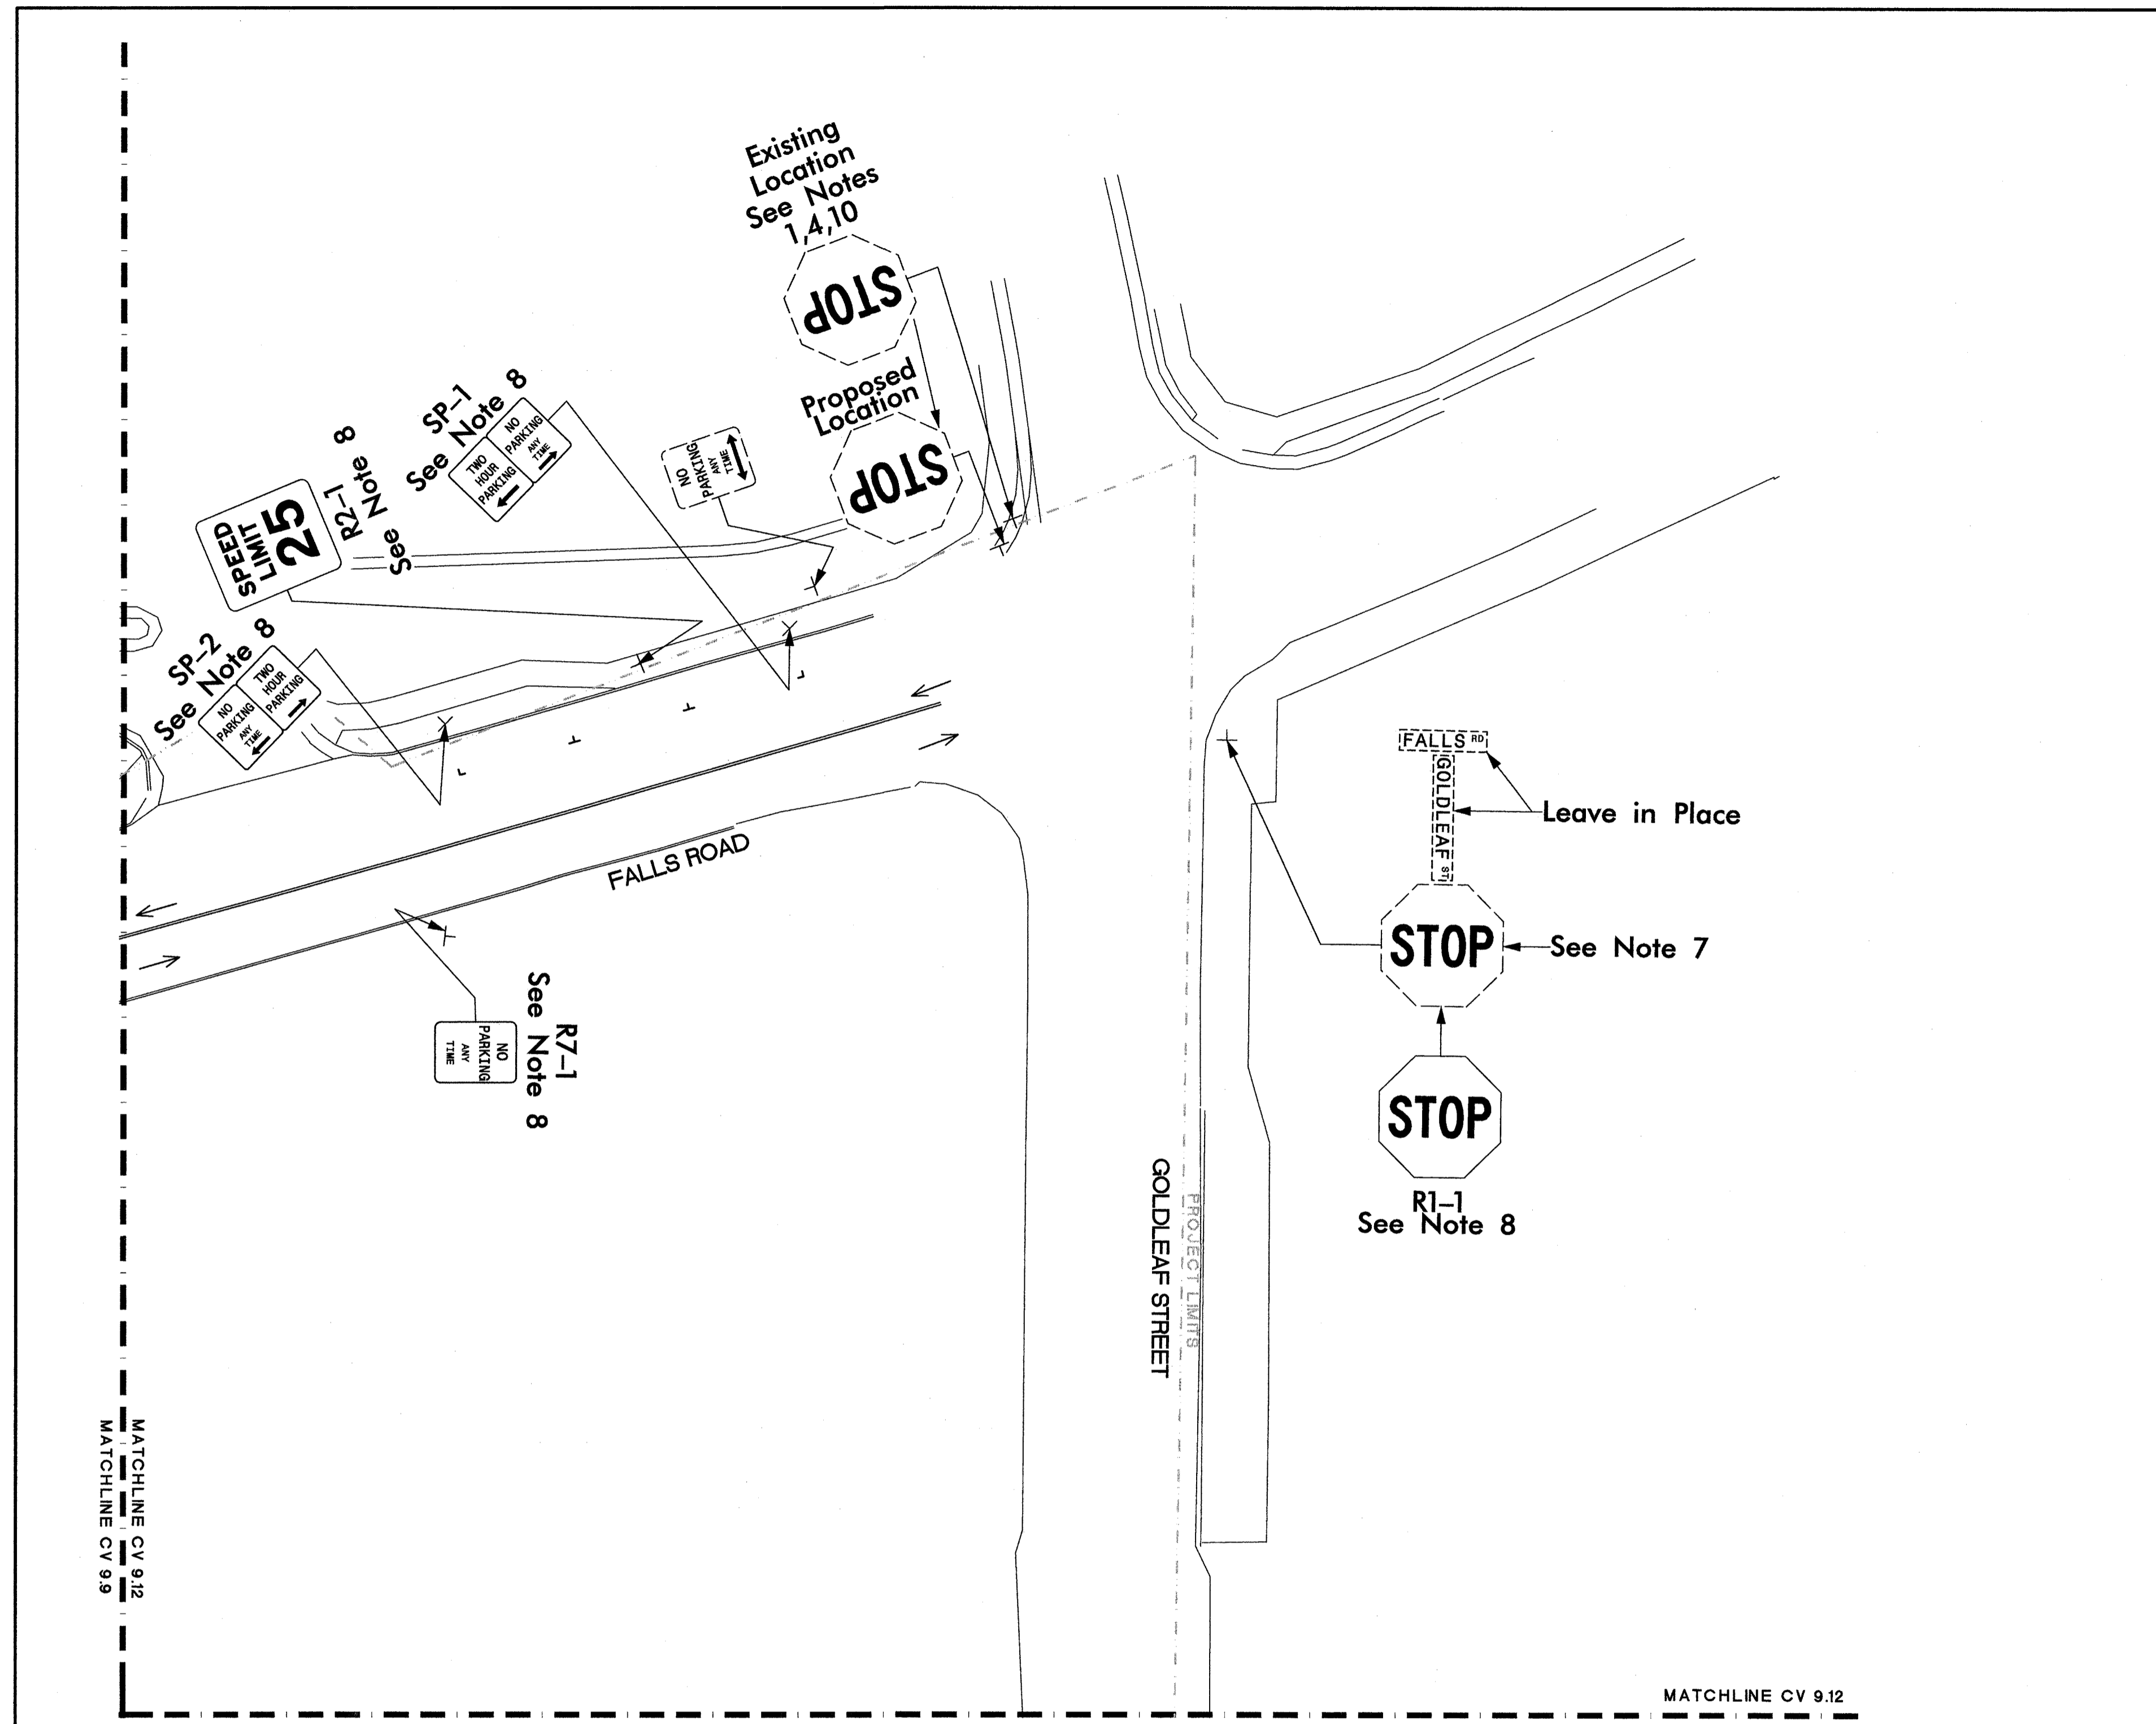 Existing
Location
See Notes
1,4,10
STOP
Proposed
Location
STOP
NO
PARKING
ANY
TIME
SP-1
See Note 8
TWO
HOUR
PARKING
NO
PARKING
ANY
TIME
R2-1
See Note 8
SPEED
LIMIT
25
SP-2
See Note 8
NO
PARKING
ANY
TIME
TWO
HOUR
PARKING
FALLS ROAD
R7-1
See Note 8
NO
PARKING
ANY
TIME
FALLS RD
GOLDLEAF ST
Leave in Place
STOP
See Note 7
STOP
R1-1
See Note 8
GOLDLEAF STREET
PROJECT LIMITS
MATCHLINE CV 9.12
MATCHLINE CV 9.9
MATCHLINE CV 9.12